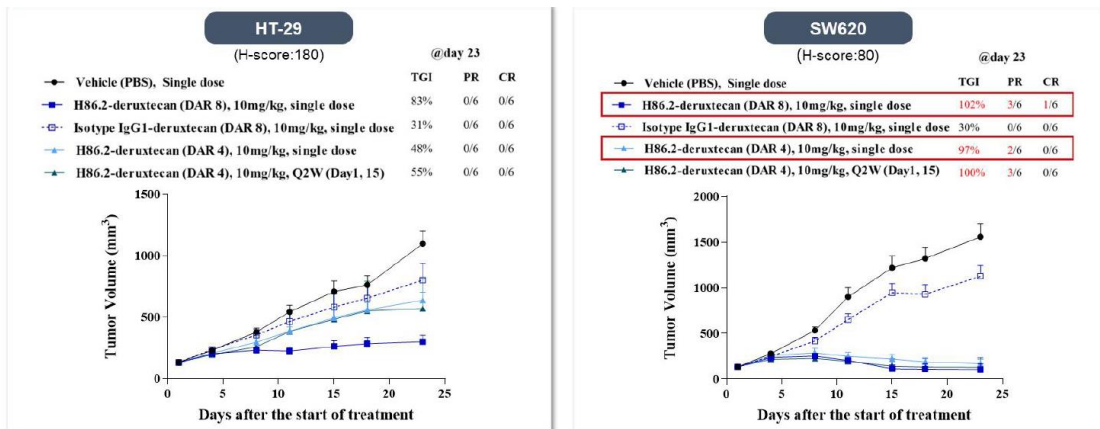 HT-29
(H-score:180)
@day 23
TGI PR CR
Vehicle (PBS), Single dose
H86.2-deruxtecan (DAR 8), 10mg/kg, single dose 83% 0/6 0/6
Isotype IgG1-deruxtecan (DAR 8), 10mg/kg, single dose 31% 0/6 0/6
H86.2-deruxtecan (DAR 4), 10mg/kg, single dose 48% 0/6 0/6
H86.2-deruxtecan (DAR 4), 10mg/kg, Q2W (Day1, 15) 55% 0/6 0/6
Tumor Volume (mm³)
1500
1000
500
0
0 5 10 15 20 25
Days after the start of treatment
SW620
(H-score:80)
@day 23
TGI PR CR
Vehicle (PBS), Single dose
H86.2-deruxtecan (DAR 8), 10mg/kg, single dose 102% 3/6 1/6
Isotype IgG1-deruxtecan (DAR 8), 10mg/kg, single dose 30% 0/6 0/6
H86.2-deruxtecan (DAR 4), 10mg/kg, single dose 97% 2/6 0/6
H86.2-deruxtecan (DAR 4), 10mg/kg, Q2W (Day1, 15) 100% 3/6 0/6
Tumor Volume (mm³)
2000
1500
1000
500
0
0 5 10 15 20 25
Days after the start of treatment